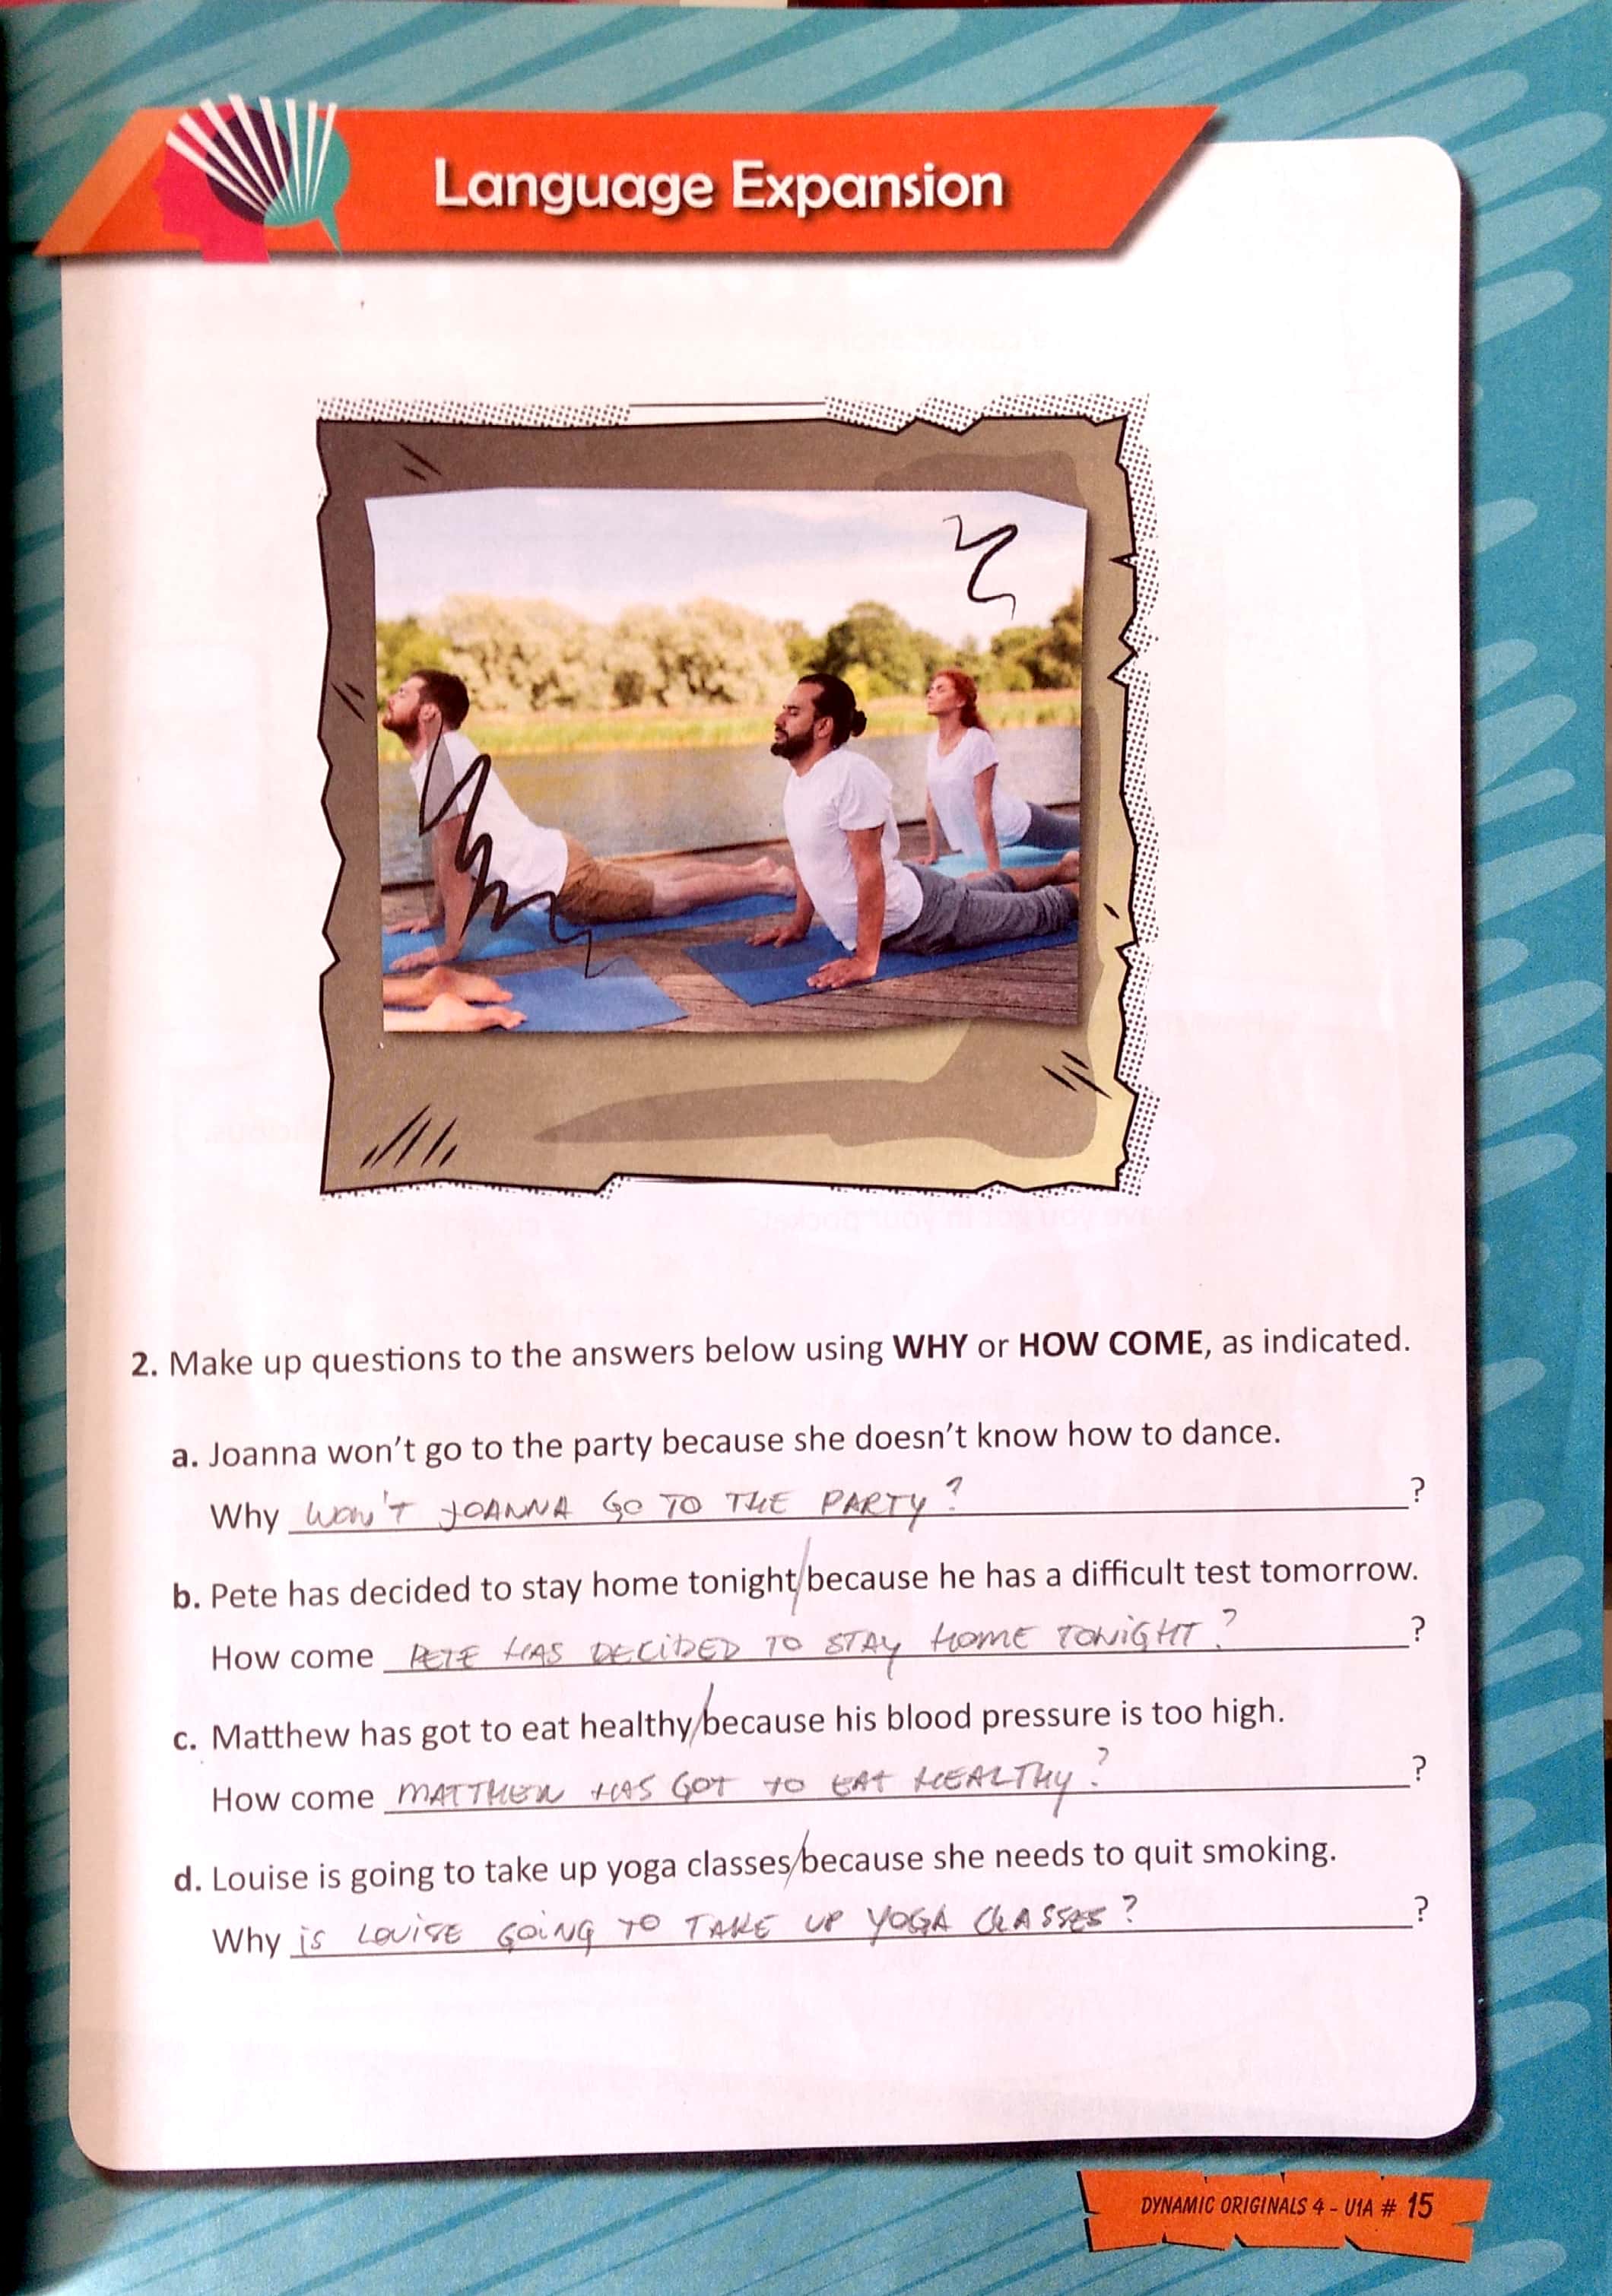 Language Expansion
2. Make up questions to the answers below using WHY or HOW COME, as indicated.
a. Joanna won't go to the party because she doesn't know how to dance.
Why won't JOANNA GO TO THE PARTY? ?
b. Pete has decided to stay home tonight/because he has a difficult test tomorrow.
How come PETE HAS DECIDED TO STAY HOME TONIGHT? ?
c. Matthew has got to eat healthy/because his blood pressure is too high.
How come MATTHEW HAS GOT TO EAT HEALTHY? ?
d. Louise is going to take up yoga classes/because she needs to quit smoking.
Why is LOUISE GOING TO TAKE UP YOGA CLASSES? ?
DYNAMIC ORIGINALS 4 - U1A # 15